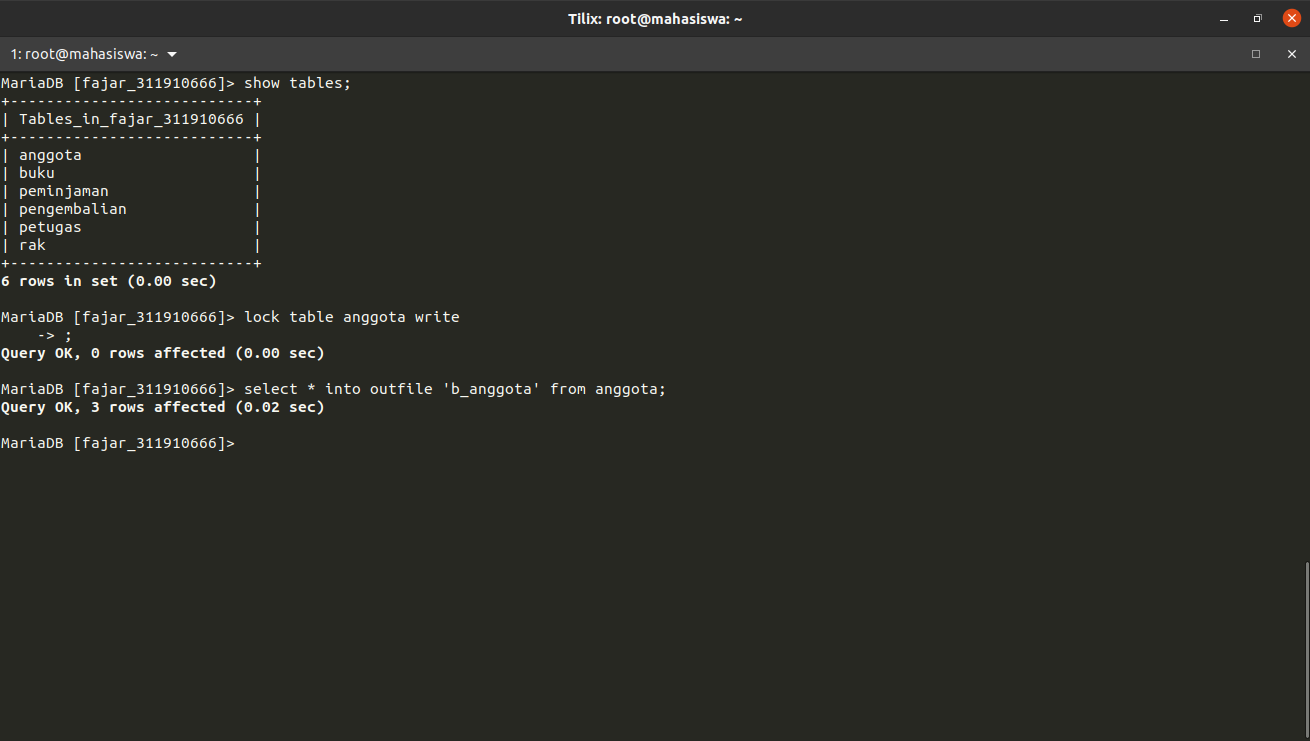 Tilix: root@mahasiswa: ~
1: root@mahasiswa: ~
MariaDB [fajar_311910666]> show tables;
+---------------------------+
| Tables_in_fajar_311910666 |
+---------------------------+
| anggota                   |
| buku                      |
| peminjaman                |
| pengembalian              |
| petugas                   |
| rak                       |
+---------------------------+
6 rows in set (0.00 sec)
MariaDB [fajar_311910666]> lock table anggota write
    -> ;
Query OK, 0 rows affected (0.00 sec)
MariaDB [fajar_311910666]> select * into outfile 'b_anggota' from anggota;
Query OK, 3 rows affected (0.02 sec)
MariaDB [fajar_311910666]>